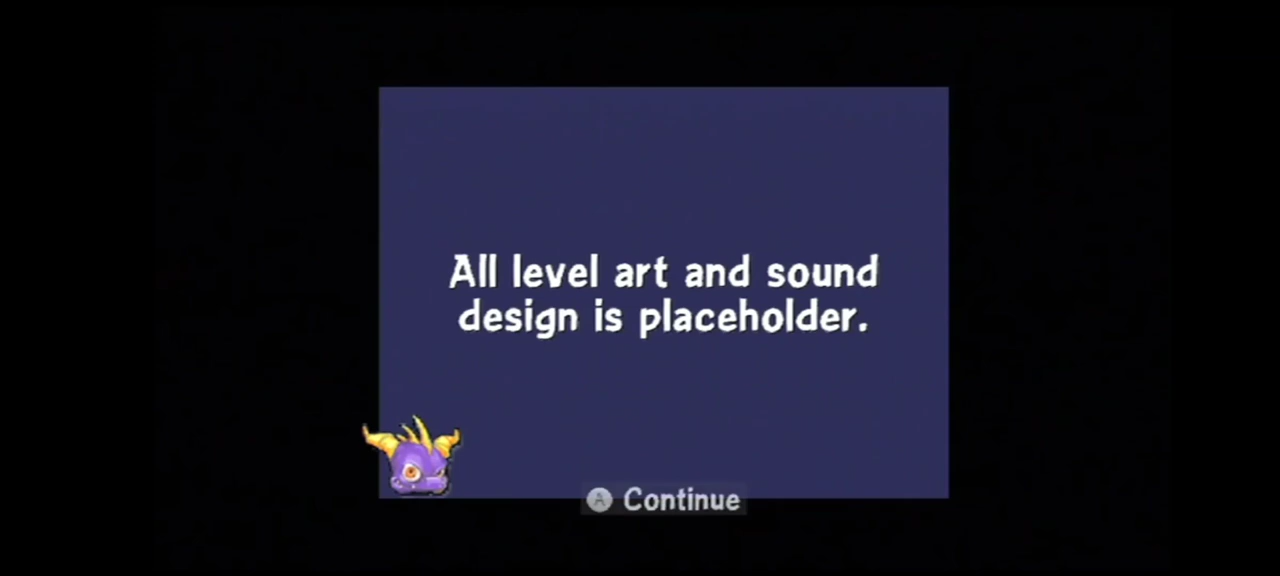 All level art and sound
design is placeholder.
A Continue